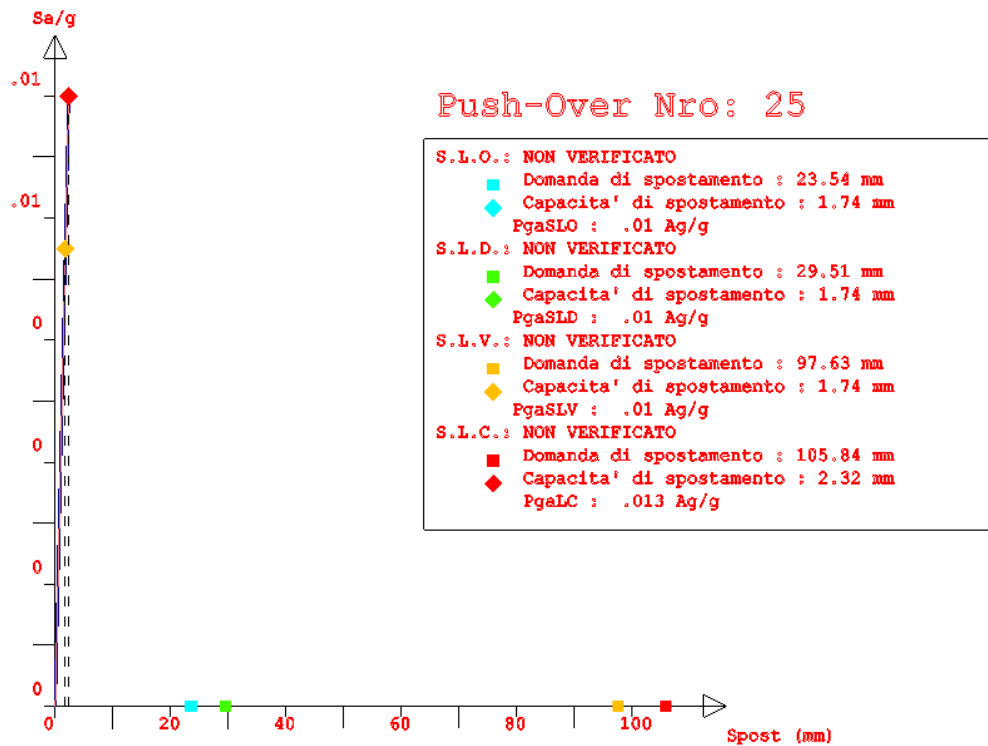 Sa/g
.01
.01
0
0
0
0
0 20 40 60 80 100
Spost (mm)
Push-Over Nro: 25
S.L.O.: NON VERIFICATO
Domanda di spostamento : 23.54 mm
Capacita' di spostamento : 1.74 mm
PgaSLO : .01 Ag/g
S.L.D.: NON VERIFICATO
Domanda di spostamento : 29.51 mm
Capacita' di spostamento : 1.74 mm
PgaSLD : .01 Ag/g
S.L.V.: NON VERIFICATO
Domanda di spostamento : 97.63 mm
Capacita' di spostamento : 1.74 mm
PgaSLV : .01 Ag/g
S.L.C.: NON VERIFICATO
Domanda di spostamento : 105.84 mm
Capacita' di spostamento : 2.32 mm
PgaLC : .013 Ag/g